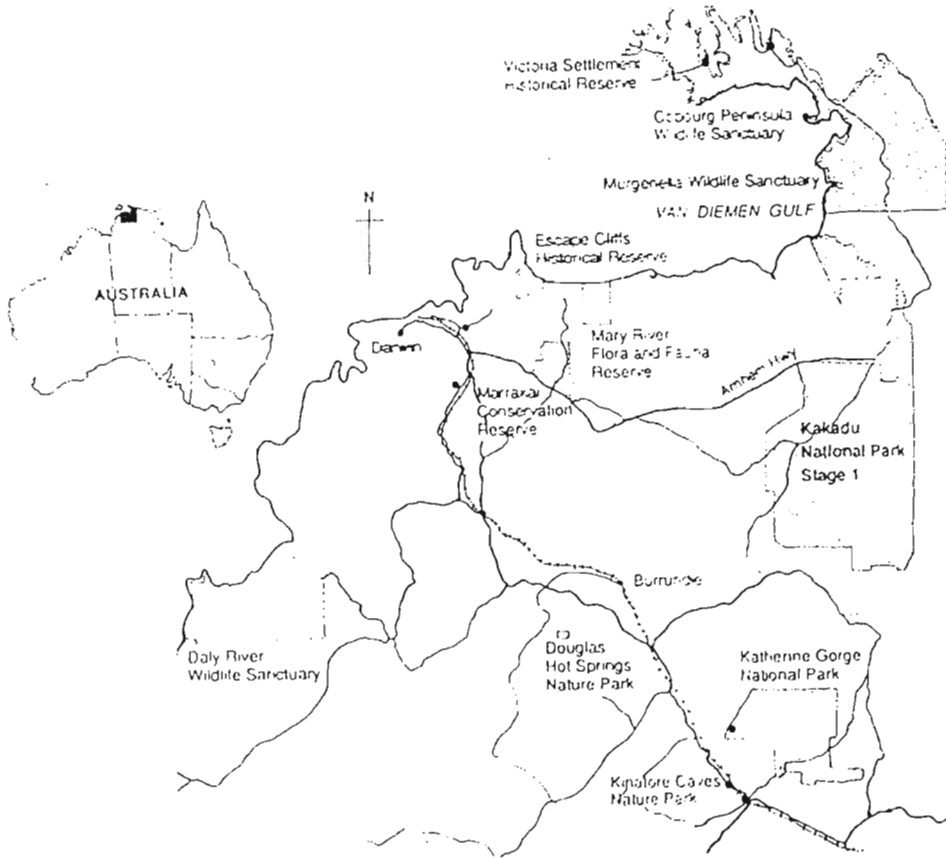 Victoria Settlement
Historical Reserve
Cobourg Peninsula
Wildlife Sanctuary
Murgenella Wildlife Sanctuary
VAN DIEMEN GULF
N
Escape Cliffs
Historical Reserve
AUSTRALIA
Darwin
Mary River
Flora and Fauna
Reserve
Arnhem Hwy
Marrakai
Conservation
Reserve
Kakadu
National Park
Stage 1
Burrundie
Daly River
Wildlife Sanctuary
Douglas
Hot Springs
Nature Park
Katherine Gorge
National Park
Kintore Caves
Nature Park